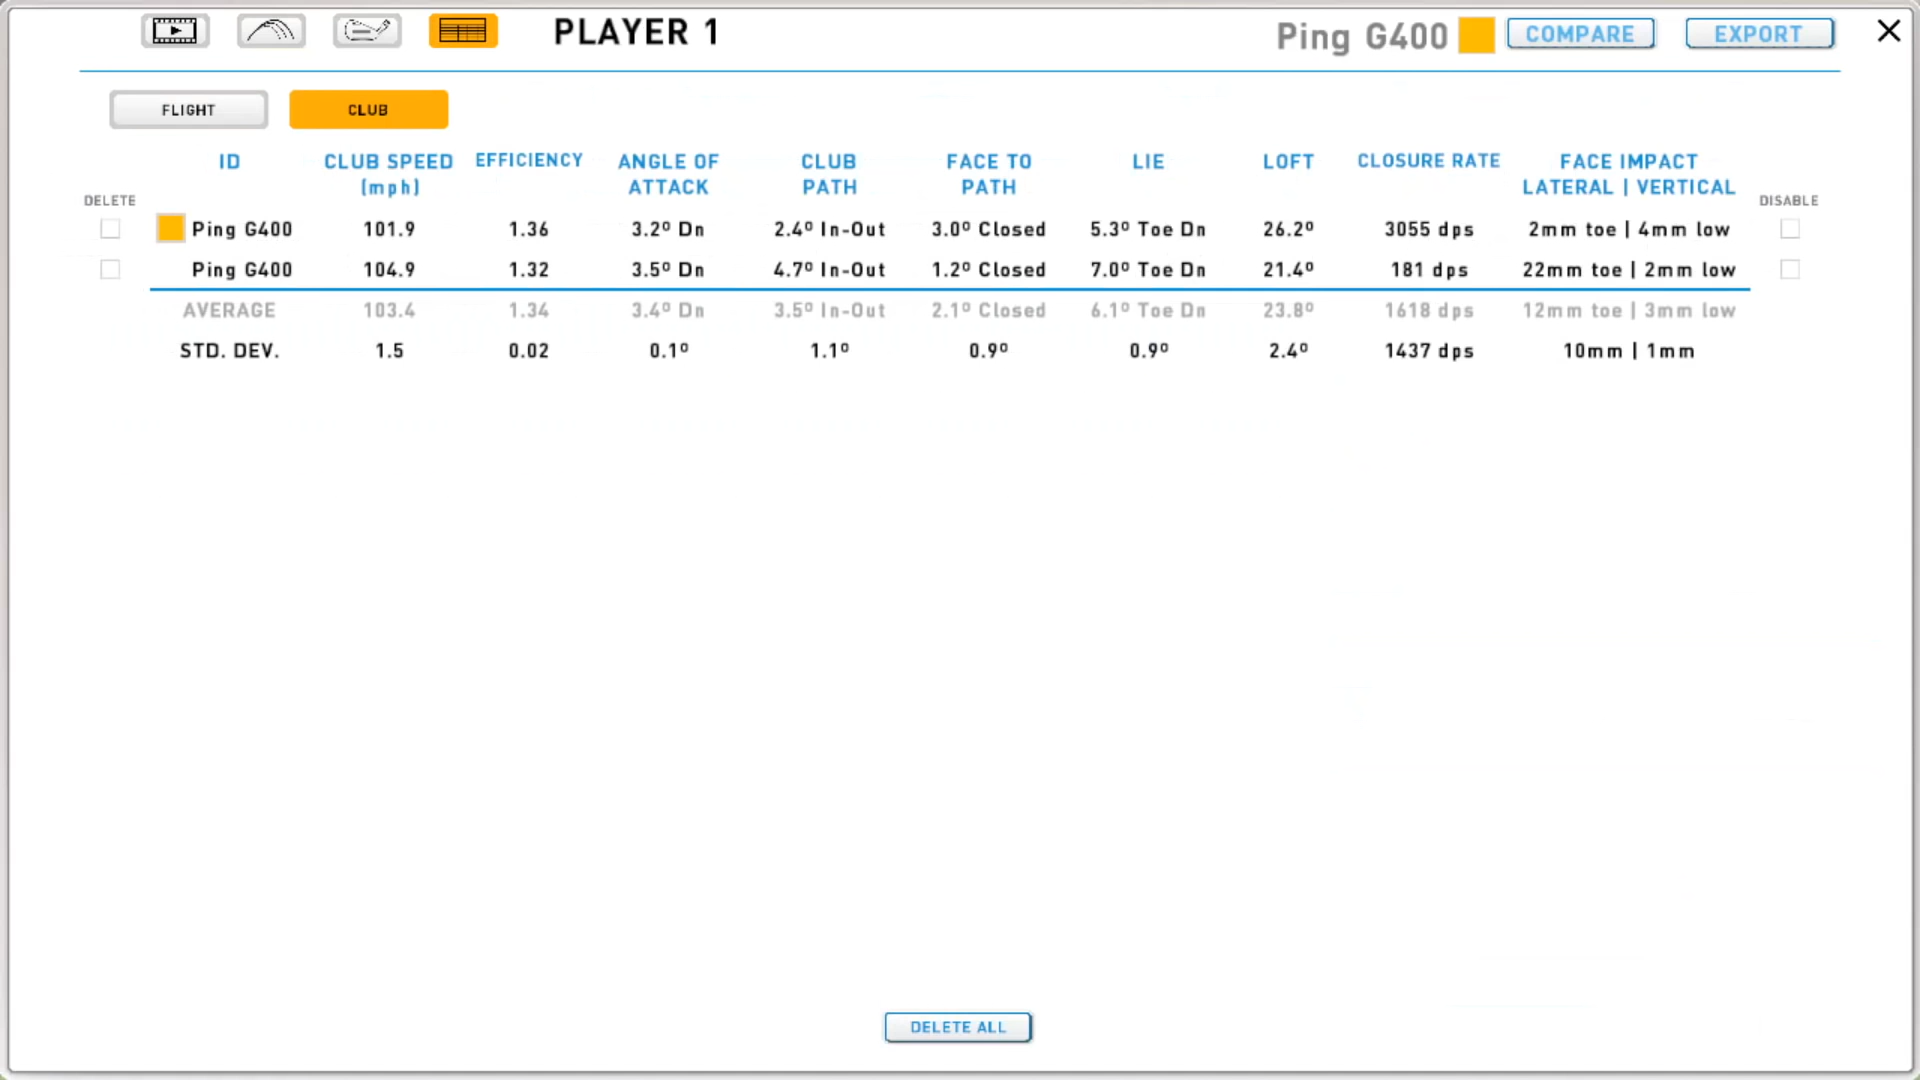 PLAYER 1
Ping G400
COMPARE
EXPORT
FLIGHT
CLUB
ID
CLUB SPEED
(mph)
EFFICIENCY
ANGLE OF
ATTACK
CLUB
PATH
FACE TO
PATH
LIE
LOFT
CLOSURE RATE
FACE IMPACT
LATERAL | VERTICAL
DELETE
DISABLE
Ping G400 101.9 1.36 3.2º Dn 2.4º In-Out 3.0º Closed 5.3º Toe Dn 26.2º 3055 dps 2mm toe | 4mm low
Ping G400 104.9 1.32 3.5º Dn 4.7º In-Out 1.2º Closed 7.0º Toe Dn 21.4º 181 dps 22mm toe | 2mm low
AVERAGE 103.4 1.34 3.4º Dn 3.5º In-Out 2.1º Closed 6.1º Toe Dn 23.8º 1618 dps 12mm toe | 3mm low
STD. DEV. 1.5 0.02 0.1º 1.1º 0.9º 0.9º 2.4º 1437 dps 10mm | 1mm
DELETE ALL